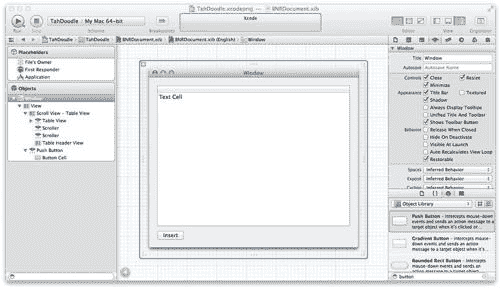 TahDoodle.xcodeproj — BNRDocument.xib
Xcode
Run
Stop
TahDoodle
My Mac 64-bit
Scheme
Breakpoints
Editor
View
Organizer
TahDoodle
TahDoodle
BNRDocument.xib
BNRDocument.xib (English)
Window
Placeholders
File's Owner
First Responder
Application
Objects
Window
View
Scroll View - Table View
Table View
Scroller
Scroller
Table Header View
Push Button
Button Cell
Window
Text Cell
Insert
Window
Title
Window
Autosave
Autosave Name
Controls
Close
Resize
Minimize
Appearance
Title Bar
Textured
Shadow
Always Display Tooltips
Unified Title And Toolbar
Shows Toolbar Button
Behavior
Release When Closed
Hide On Deactivate
Visible At Launch
Auto Recalculates View Loop
Restorable
Spaces
Inferred Behavior
Exposé
Inferred Behavior
Cycling
Inferred Behavior
Object Library
Push Button - Intercepts mouse-down
events and sends an action message to a
target object when it's clicked or...
Gradient Button - Intercepts
mouse-down events and sends an action
message to a target object when it's...
Rounded Rect Button - Intercepts
mouse-down events and sends an
button